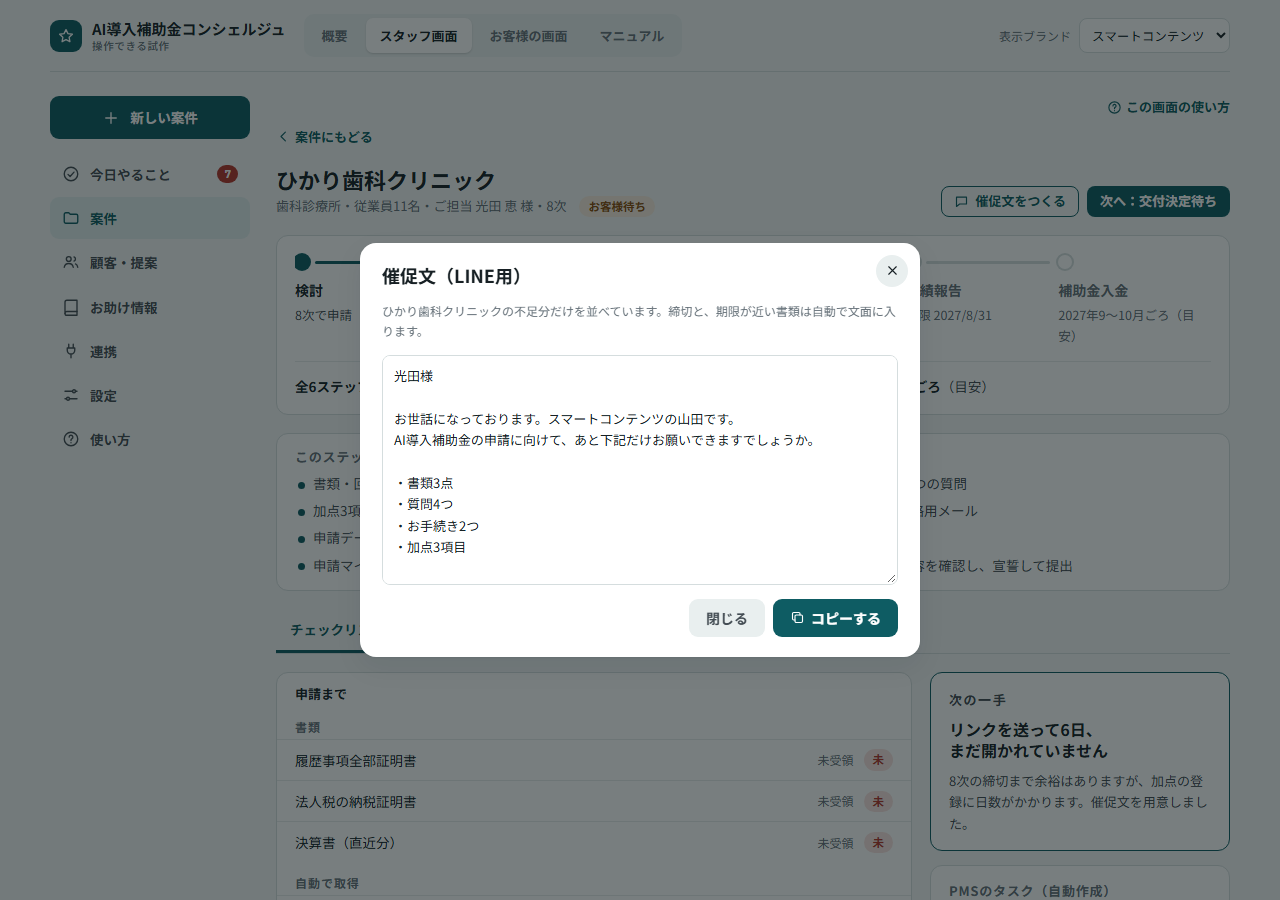 AI導入補助金コンシェルジュ
操作できる試作
概要
スタッフ画面
お客様の画面
マニュアル
表示ブランド
スマートコンテンツ
新しい案件
この画面の使い方
案件にもどる
今日やること
7
案件
顧客・提案
お助け情報
連携
設定
使い方
ひかり歯科クリニック
歯科診療所・従業員11名・ご担当 光田 恵 様・8次
お客様待ち
催促文をつくる
次へ：交付決定待ち
検討
8次で申請
績報告
限 2027/8/31
補助金入金
2027年9〜10月ごろ（目
安）
全6ステッ
ごろ（目安）
このステッ
書類・
の質問
加点3項
用メール
申請デー
申請マイ
を確認し、宣誓して提出
催促文（LINE用）
ひかり歯科クリニックの不足分だけを並べています。締切と、期限が近い書類は自動で文面に入
ります。
光田様
お世話になっております。スマートコンテンツの山田です。
AI導入補助金の申請に向けて、あと下記だけお願いできますでしょうか。
・書類3点
・質問4つ
・お手続き2つ
・加点3項目
閉じる
コピーする
チェックリ
申請まで
書類
履歴事項全部証明書
未受領
未
法人税の納税証明書
未受領
未
決算書（直近分）
未受領
未
自動で取得
次の一手
リンクを送って6日、
まだ開かれていません
8次の締切まで余裕はありますが、加点の登
録に日数がかかります。催促文を用意しまし
た。
PMSのタスク（自動作成）